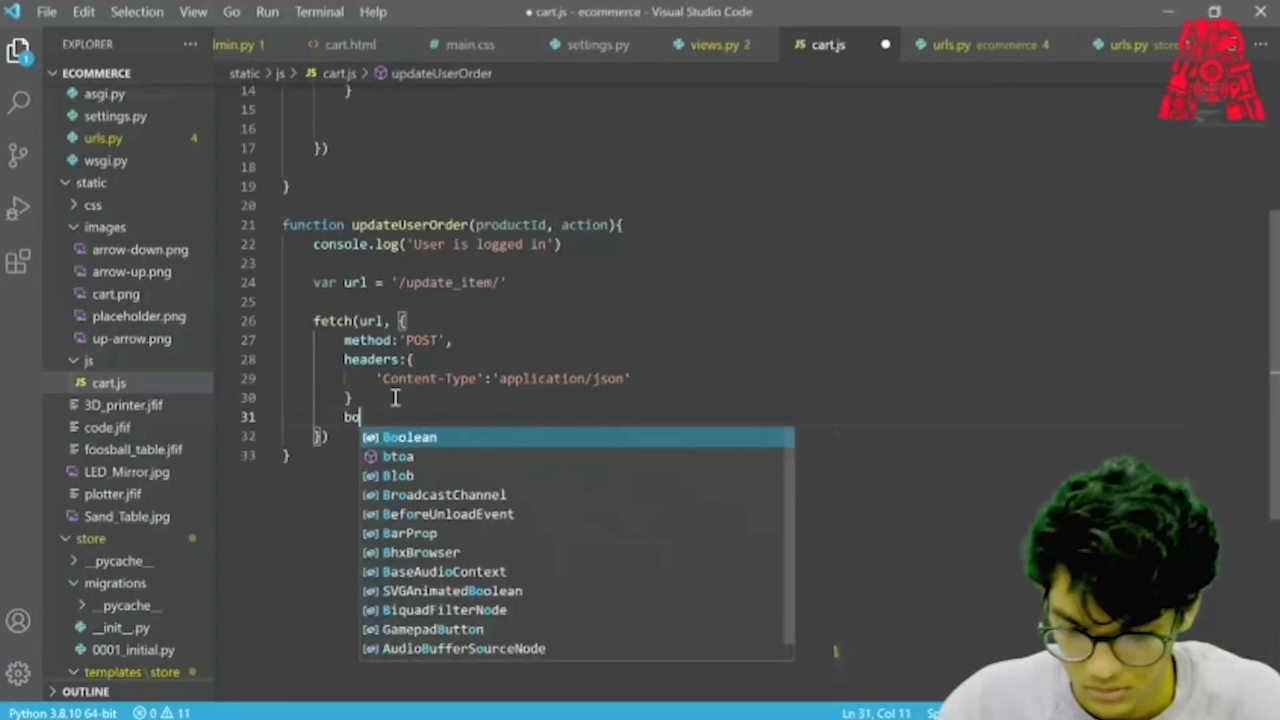 File Edit Selection View Go Run Terminal Help
● cart.js - ecommerce - Visual Studio Code
EXPLORER
lmin.py 1 cart.html main.css settings.py views.py 2 JS cart.js urls.py ecommerce 4 urls.py
static > js > JS cart.js > updateUserOrder
ECOMMERCE
asgi.py
settings.py
urls.py 4
wsgi.py
static
css
images
arrow-down.png
arrow-up.png
cart.png
placeholder.png
up-arrow.png
js
JS cart.js
3D_printer.jfif
code.jfif
foosball_table.jfif
LED_Mirror.jpg
plotter.jfif
Sand_Table.jpg
store
__pycache__
migrations
__pycache__
__init__.py
0001_initial.py
templates \ store
OUTLINE
14 }
15
16
17 })
18
19 }
20
21 function updateUserOrder(productId, action){
22 console.log('User is logged in')
23
24 var url = '/update_item/'
25
26 fetch(url, {
27 method:'POST',
28 headers:{
29 'Content-Type':'application/json'
30 }
31 bo
32 })
33 }
Boolean
btoa
Blob
BroadcastChannel
BeforeUnloadEvent
BarProp
BhxBrowser
BaseAudioContext
SVGAnimatedBoolean
BiquadFilterNode
GamepadButton
AudioBufferSourceNode
1
Python 3.8.10 64-bit 0 11 Ln 31, Col 11